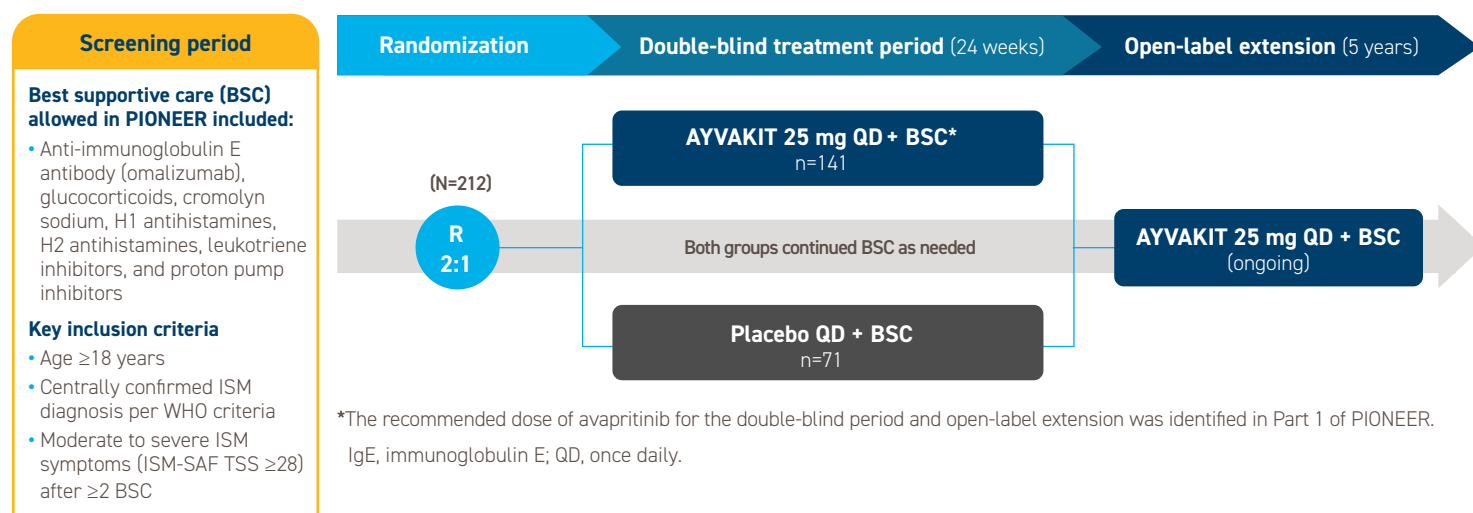 Screening period
Best supportive care (BSC)
allowed in PIONEER included:
• Anti-immunoglobulin E
antibody (omalizumab),
glucocorticoids, cromolyn
sodium, H1 antihistamines,
H2 antihistamines, leukotriene
inhibitors, and proton pump
inhibitors
Key inclusion criteria
• Age ≥18 years
• Centrally confirmed ISM
diagnosis per WHO criteria
• Moderate to severe ISM
symptoms (ISM-SAF TSS ≥28)
after ≥2 BSC
Randomization
Double-blind treatment period (24 weeks)
Open-label extension (5 years)
(N=212)
R
2:1
AYVAKIT 25 mg QD + BSC*
n=141
Both groups continued BSC as needed
Placebo QD + BSC
n=71
AYVAKIT 25 mg QD + BSC
(ongoing)
*The recommended dose of avapritinib for the double-blind period and open-label extension was identified in Part 1 of PIONEER.
IgE, immunoglobulin E; QD, once daily.